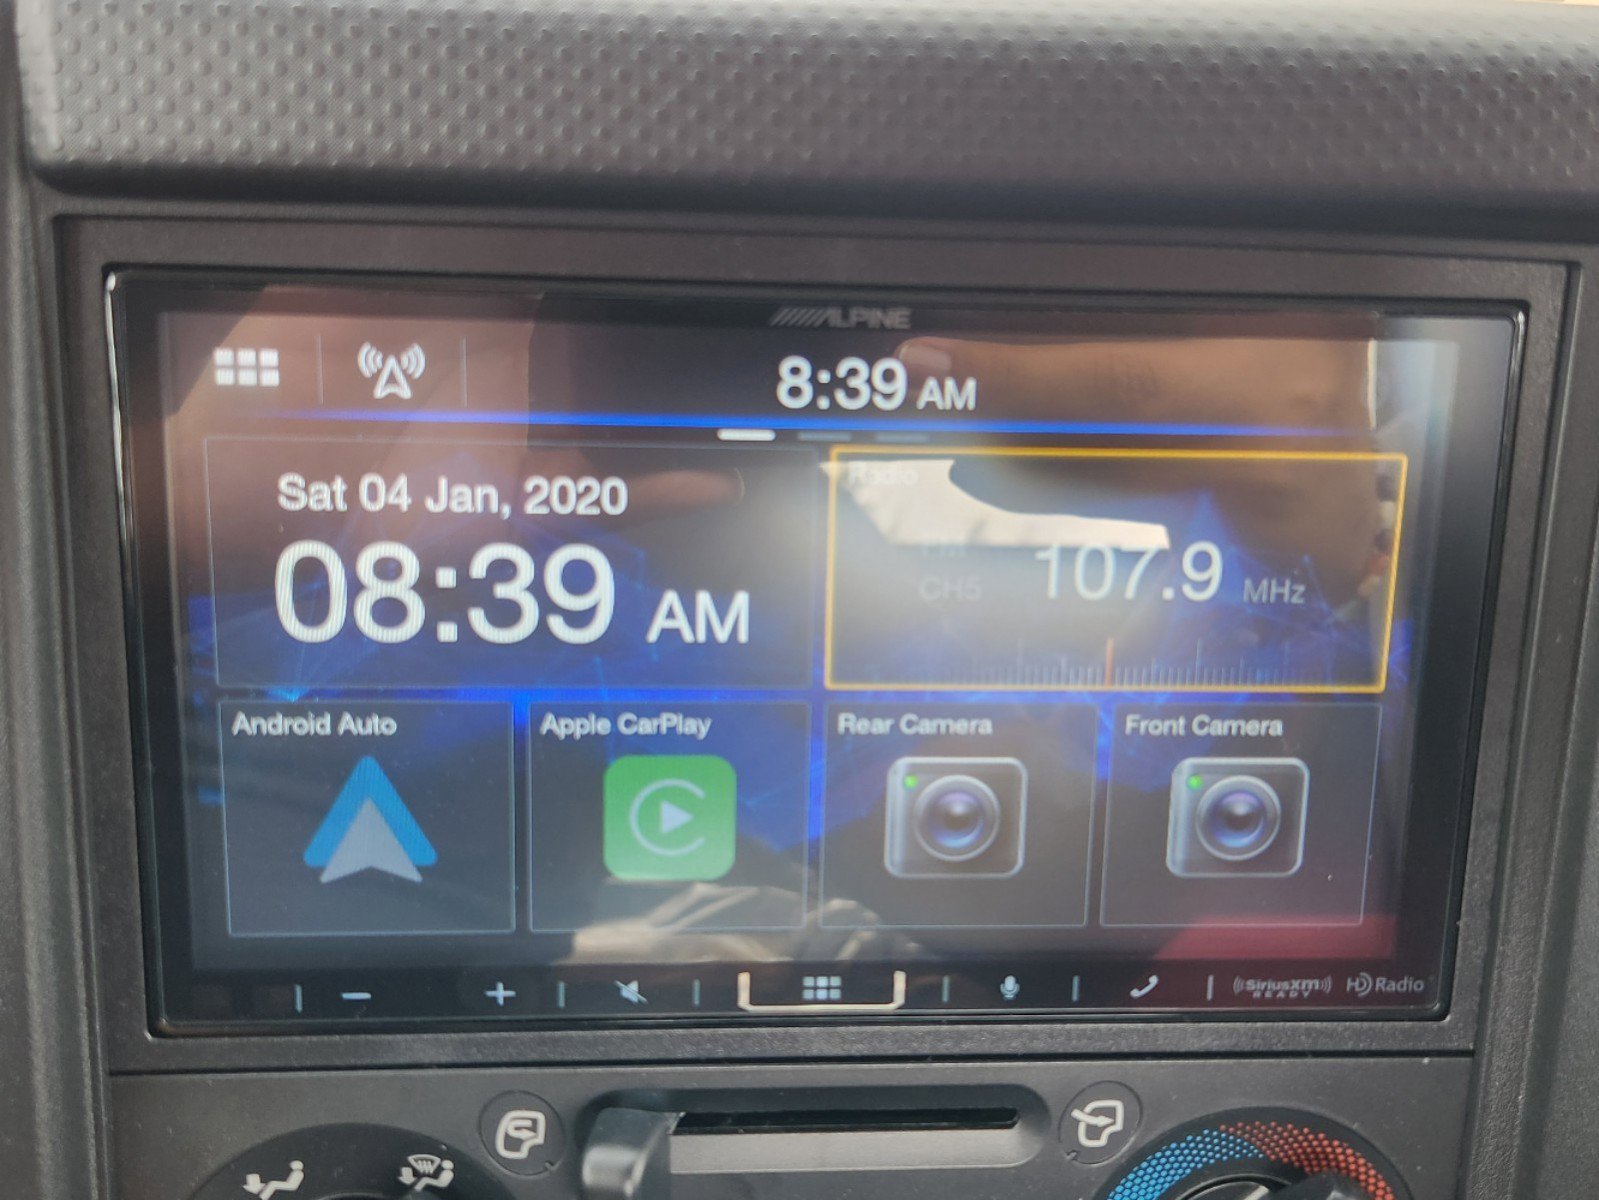 ALPINE
8:39 AM
Sat 04 Jan, 2020
08:39 AM
Radio
FM
CH5 107.9 MHz
Android Auto
Apple CarPlay
Rear Camera
Front Camera
SiriusXM
READY
HD Radio